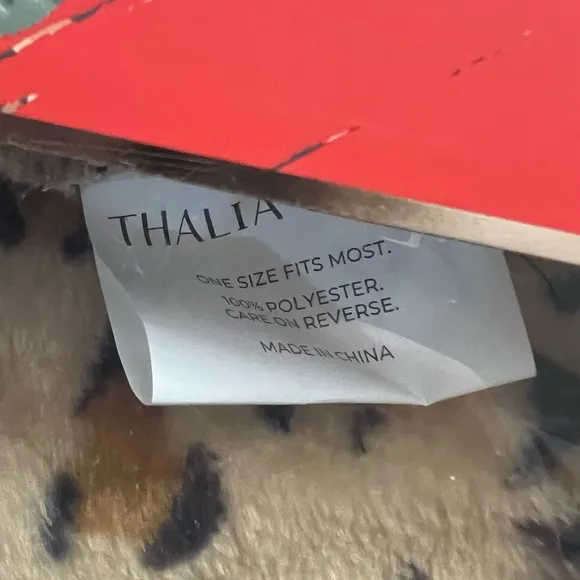 THALIA
ONE SIZE FITS MOST.
100% POLYESTER.
CARE ON REVERSE.
MADE IN CHINA